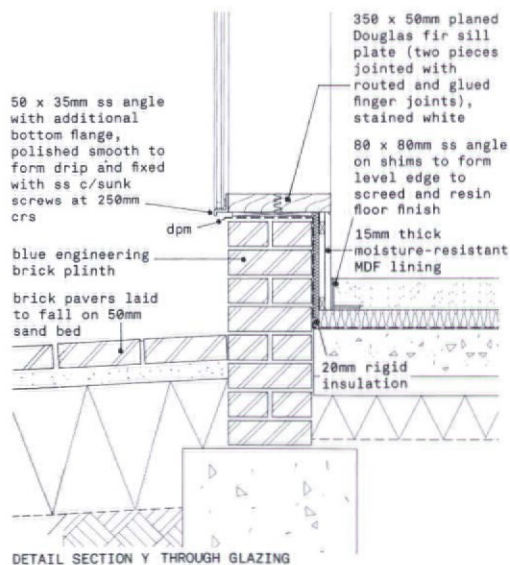 350 x 50mm planed
Douglas fir sill
plate (two pieces
jointed with
routed and glued
finger joints),
stained white
50 x 35mm ss angle
with additional
bottom flange,
polished smooth to
form drip and fixed
with ss c/sunk
screws at 250mm
crs
80 x 80mm ss angle
on shims to form
level edge to
screed and resin
floor finish
dpm
15mm thick
moisture-resistant
MDF lining
blue engineering
brick plinth
brick pavers laid
to fall on 50mm
sand bed
20mm rigid
insulation
DETAIL SECTION Y THROUGH GLAZING